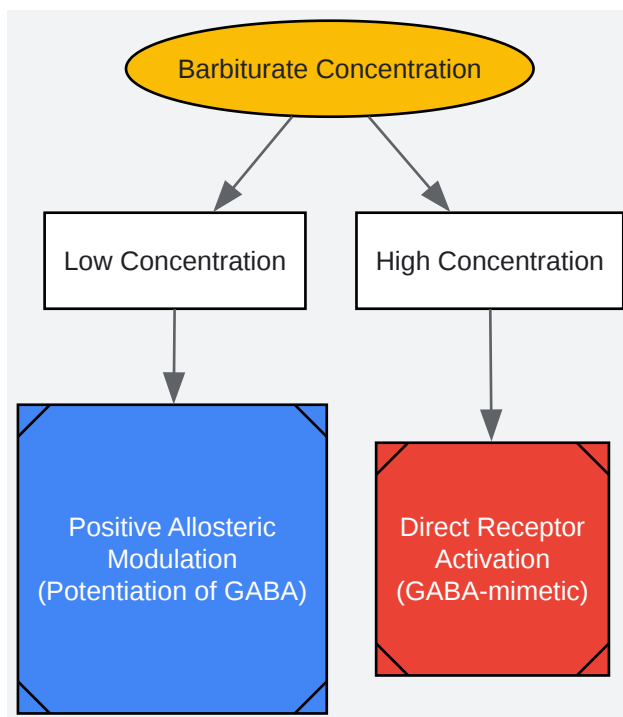 Barbiturate Concentration
Low Concentration
High Concentration
Positive Allosteric
Modulation
(Potentiation of GABA)
Direct Receptor
Activation
(GABA-mimetic)